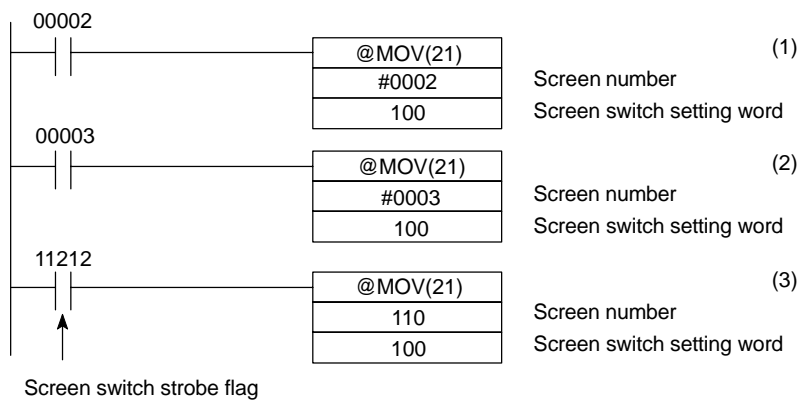 00002
@MOV(21) (1)
#0002 Screen number
100 Screen switch setting word
00003
@MOV(21) (2)
#0003 Screen number
100 Screen switch setting word
11212
@MOV(21) (3)
110 Screen number
100 Screen switch setting word
Screen switch strobe flag